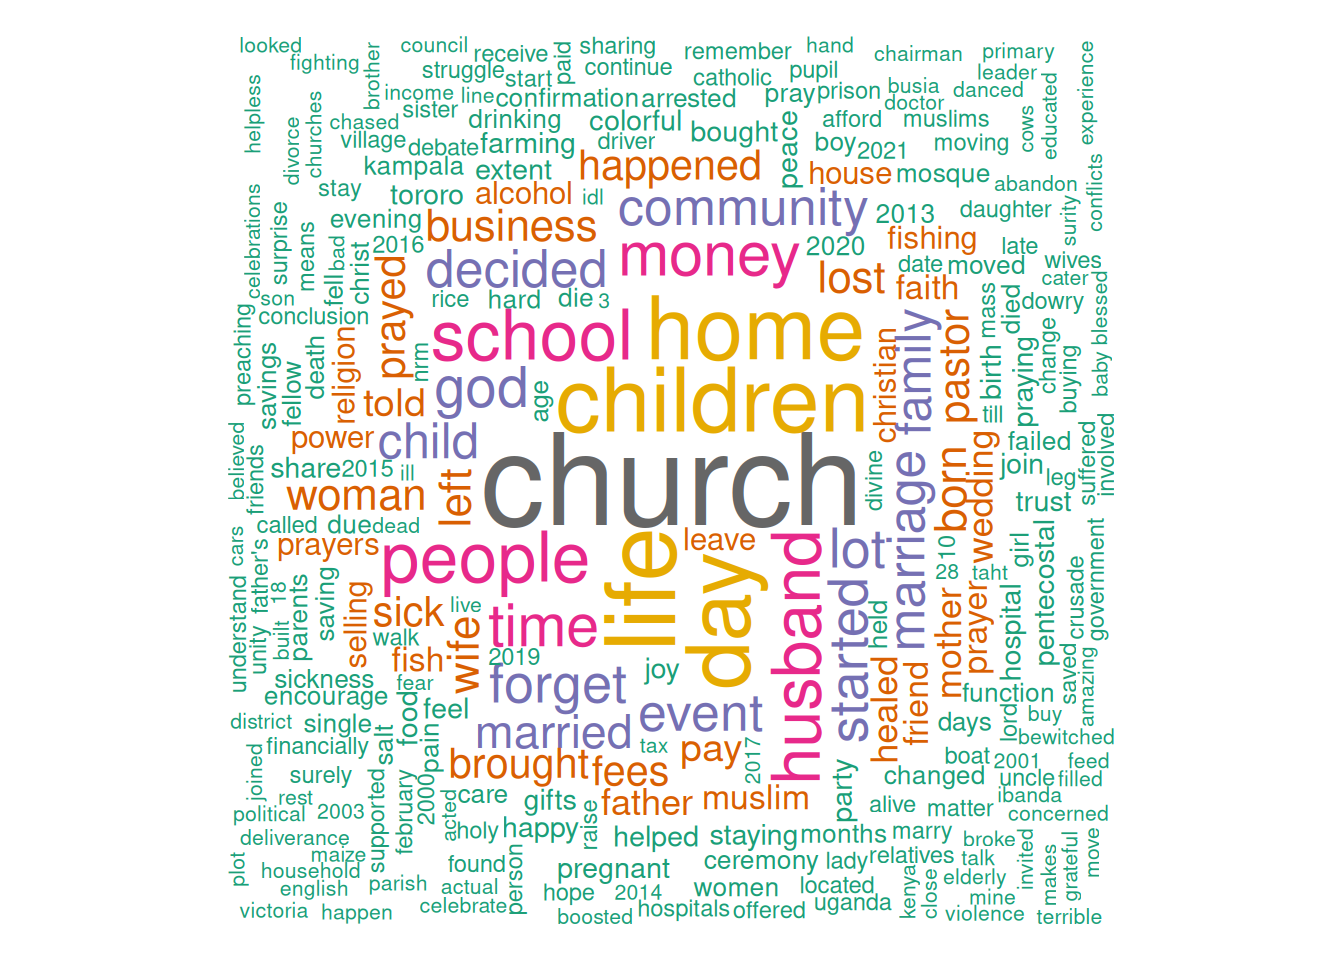 looked
fighting
brother
council
receive
sharing
paid
remember
hand
chairman
primary
struggle
start
continue
catholic
pupil
leader
experience
helpless
income
line
confirmation
arrested
pray
prison
busia
danced
doctor
churches
chased
sister
drinking
colorful
bought
peace
afford
muslims
cows
educated
divorce
village
debate
farming
driver
boy
2021
moving
kampala
extent
happened
house
mosque
abandon
conflicts
stay
tororo
alcohol
idl
community
2013
daughter
surity
celebrations
surprise
means
evening
business
2016
decided
money
2020
fishing
late
wives
fell
bad
christ
prayed
lost
date
moved
cater
son
conclusion
rice
hard
die
3
faith
mass
died
dowry
preaching
savings
fellow
death
religion
nrm
school
home
christian
family
pastor
birth
praying
change
buying
baby
blessed
told
god
age
children
till
power
child
church
failed
believed
friends
share
2015
ill
woman
left
divine
marriage
born
wedding
join
leg
suffered
involved
trust
called
due
dead
prayers
people
life
leave
day
husband
lot
28
10
taht
girl
pentecostal
government
understand
cars
father's
unity
built
18
parents
saving
selling
sick
live
walk
time
started
held
mother
prayer
hospital
crusade
fish
wife
2019
joy
sickness
fear
forget
healed
friend
function
saved
amazing
encourage
food
feel
event
days
lord
buy
district
single
salt
married
bewitched
financially
pain
tax
pay
2017
boat
2001
feed
joined
surely
brought
fees
party
changed
uncle
filled
rest
supported
february
2000
care
gifts
father
muslim
alive
matter
ibanda
concerned
political
2003
acted
holy
happy
raise
helped
staying
months
marry
broke
deliverance
maize
found
person
pregnant
ceremony
lady
relatives
talk
invited
makes
grateful
move
plot
household
english
parish
actual
hope
2014
women
located
kenya
close
elderly
mine
victoria
happen
celebrate
boosted
hospitals
offered
uganda
violence
terrible